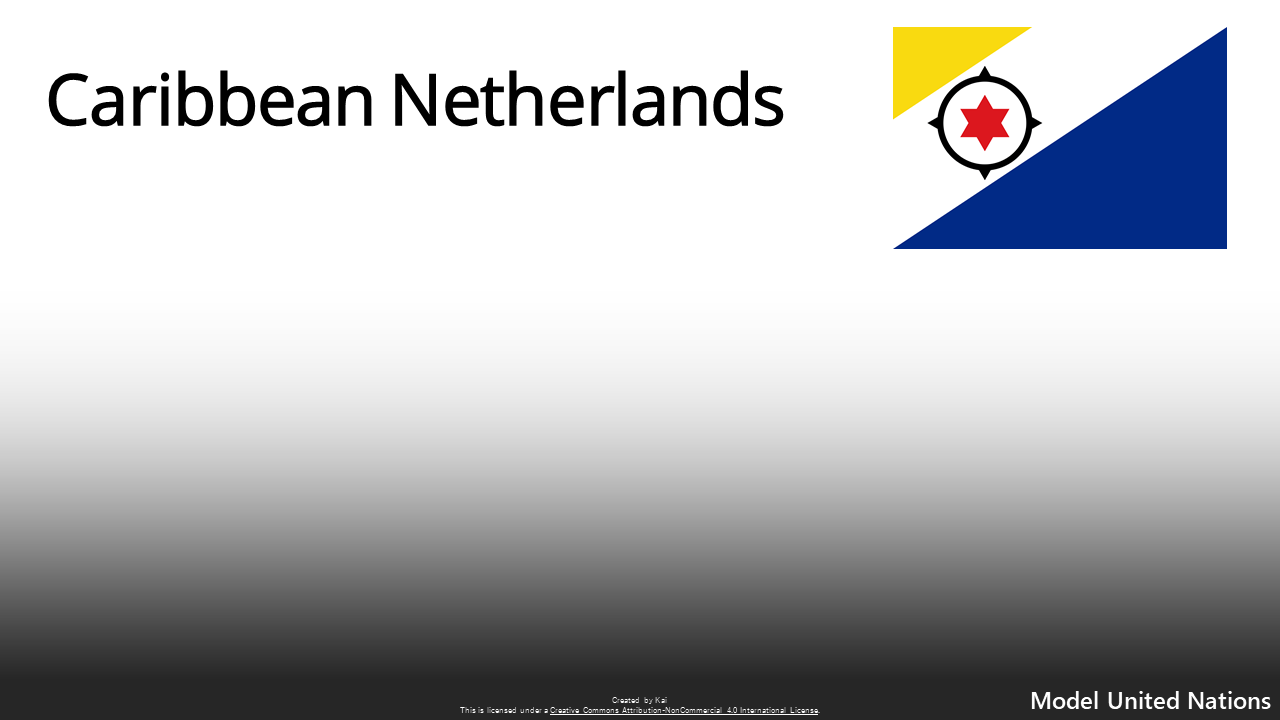 Caribbean Netherlands
Created by Kai
This is licensed under a Creative Commons Attribution-NonCommercial 4.0 International License.
Model United Nations